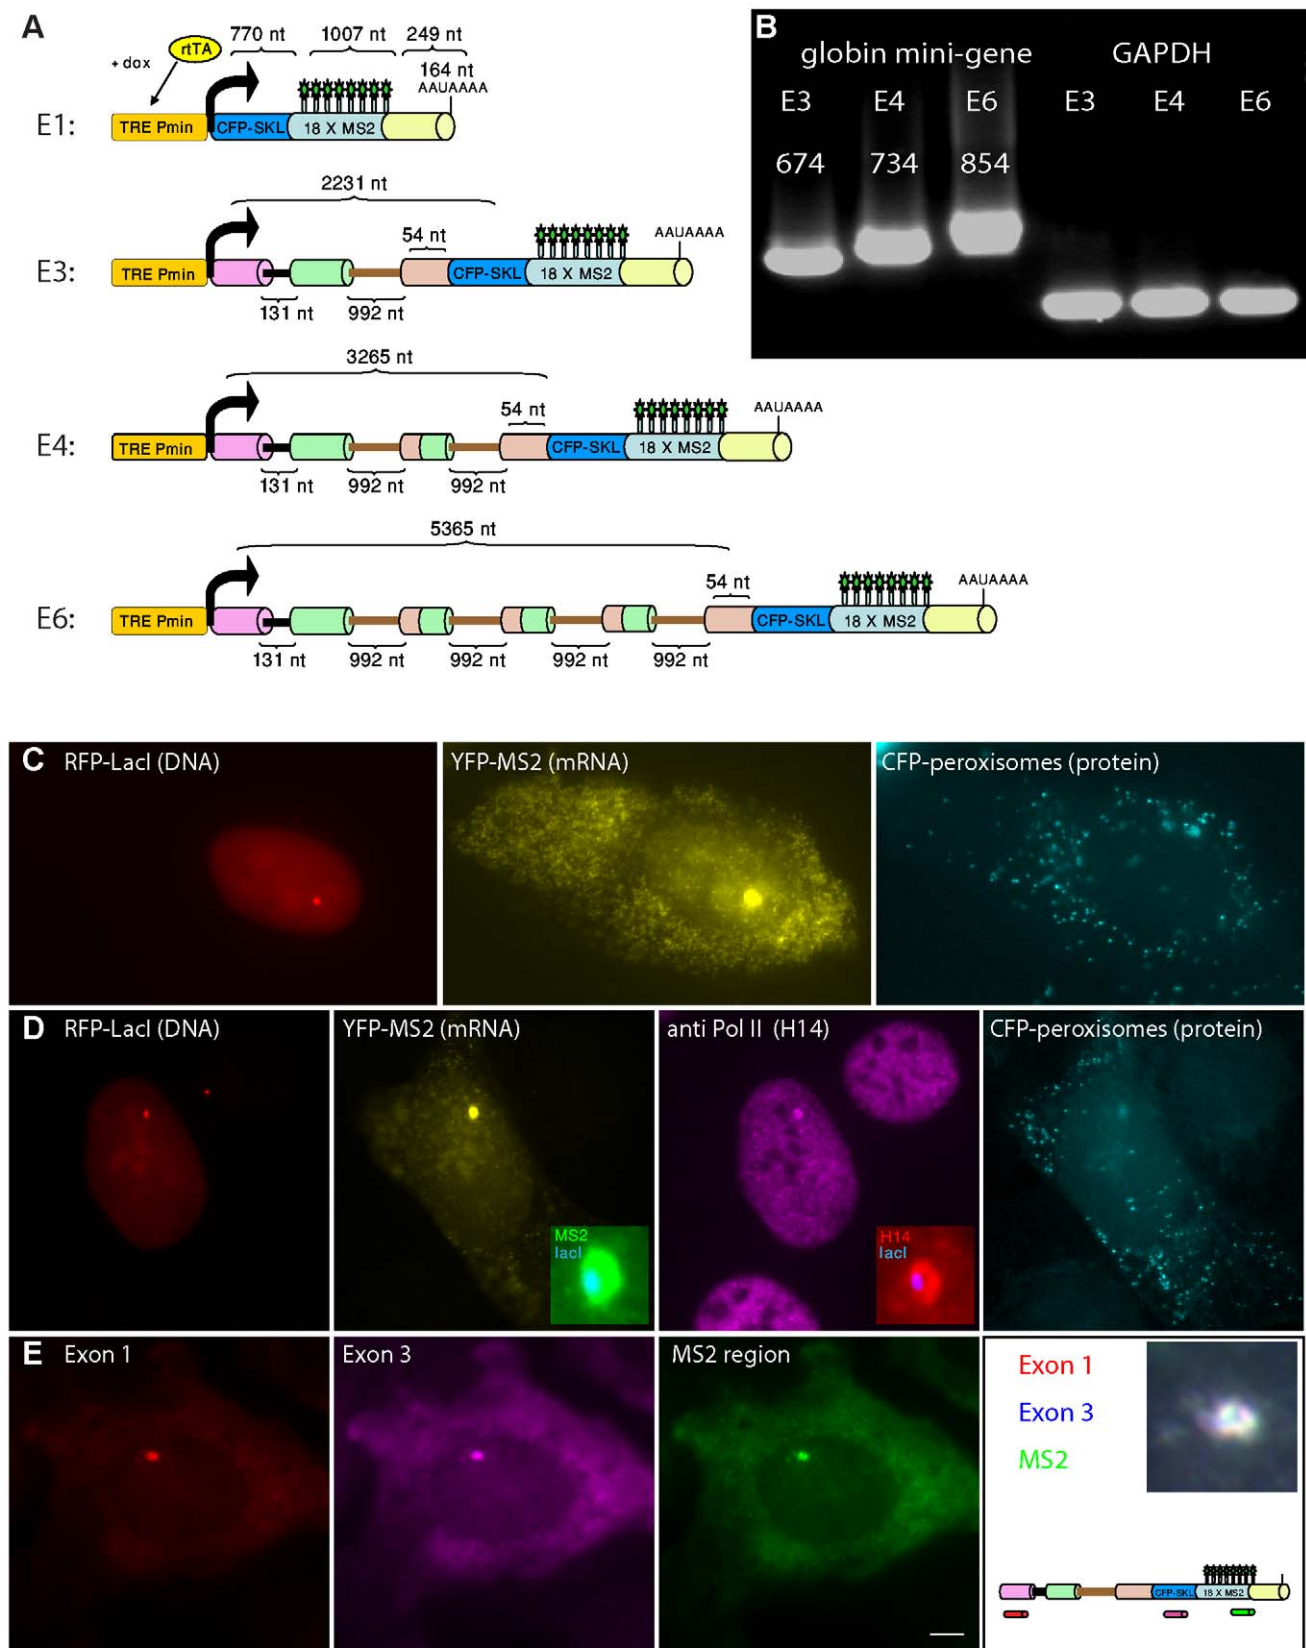 A
770 nt 1007 nt 249 nt
rtTA
+ dox
164 nt
AAUAAAA
E1: TRE Pmin CFP-SKL 18 X MS2
2231 nt
54 nt
AAUAAAA
E3: TRE Pmin CFP-SKL 18 X MS2
131 nt 992 nt
3265 nt
54 nt
AAUAAAA
E4: TRE Pmin CFP-SKL 18 X MS2
131 nt 992 nt 992 nt
5365 nt
54 nt
AAUAAAA
E6: TRE Pmin CFP-SKL 18 X MS2
131 nt 992 nt 992 nt 992 nt 992 nt
B
globin mini-gene GAPDH
E3 E4 E6 E3 E4 E6
674 734 854
C RFP-LacI (DNA) YFP-MS2 (mRNA) CFP-peroxisomes (protein)
D RFP-LacI (DNA) YFP-MS2 (mRNA) anti Pol II (H14) CFP-peroxisomes (protein)
MS2
lacI
H14
lacI
E Exon 1 Exon 3 MS2 region
Exon 1
Exon 3
MS2
CFP-SKL 18 X MS2